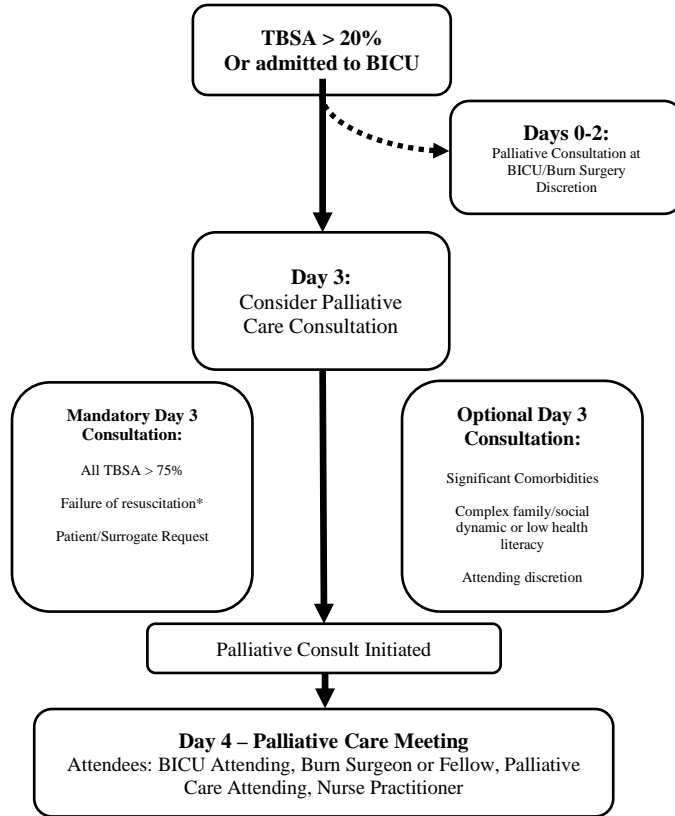 TBSA > 20%
Or admitted to BICU
Days 0-2:
Palliative Consultation at
BICU/Burn Surgery
Discretion
Day 3:
Consider Palliative
Care Consultation
Mandatory Day 3
Consultation:
All TBSA > 75%
Failure of resuscitation*
Patient/Surrogate Request
Optional Day 3
Consultation:
Significant Comorbidities
Complex family/social
dynamic or low health
literacy
Attending discretion
Palliative Consult Initiated
Day 4 – Palliative Care Meeting
Attendees: BICU Attending, Burn Surgeon or Fellow, Palliative
Care Attending, Nurse Practitioner